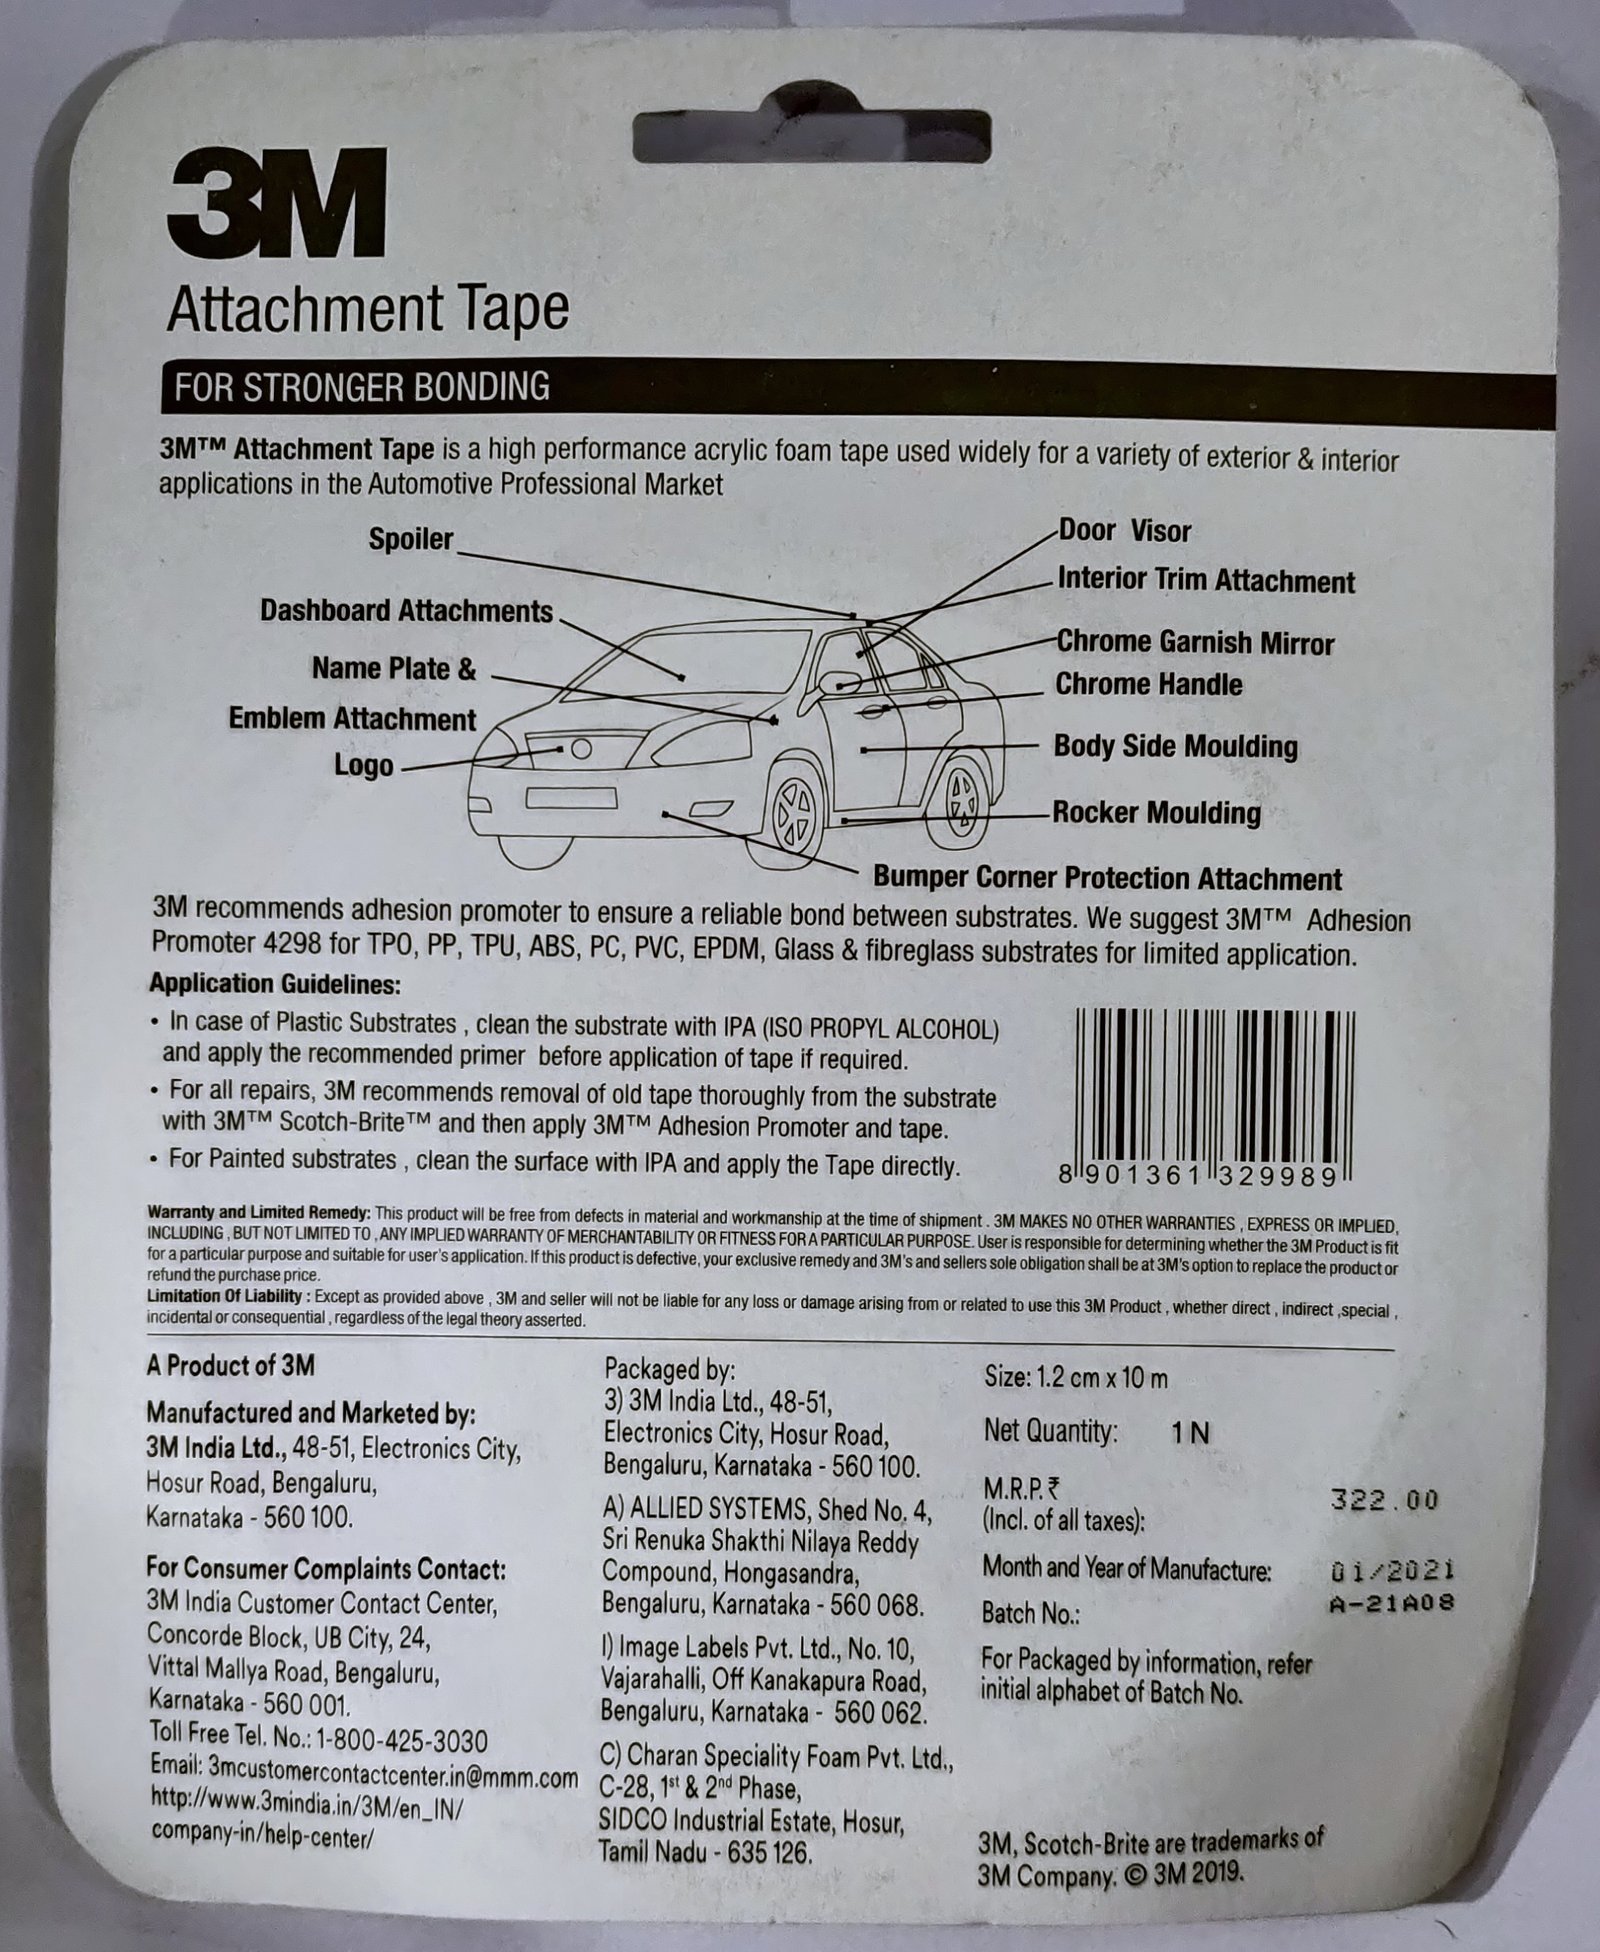 3M
Attachment Tape
FOR STRONGER BONDING
3M™ Attachment Tape is a high performance acrylic foam tape used widely for a variety of exterior & interior
applications in the Automotive Professional Market
Spoiler
Dashboard Attachments
Name Plate &
Emblem Attachment
Logo
Door Visor
Interior Trim Attachment
Chrome Garnish Mirror
Chrome Handle
Body Side Moulding
Rocker Moulding
Bumper Corner Protection Attachment
3M recommends adhesion promoter to ensure a reliable bond between substrates. We suggest 3M™ Adhesion
Promoter 4298 for TPO, PP, TPU, ABS, PC, PVC, EPDM, Glass & fibreglass substrates for limited application.
Application Guidelines:
• In case of Plastic Substrates , clean the substrate with IPA (ISO PROPYL ALCOHOL)
and apply the recommended primer before application of tape if required.
• For all repairs, 3M recommends removal of old tape thoroughly from the substrate
with 3M™ Scotch-Brite™ and then apply 3M™ Adhesion Promoter and tape.
• For Painted substrates , clean the surface with IPA and apply the Tape directly.
8 901361 329989
Warranty and Limited Remedy: This product will be free from defects in material and workmanship at the time of shipment . 3M MAKES NO OTHER WARRANTIES , EXPRESS OR IMPLIED,
INCLUDING , BUT NOT LIMITED TO , ANY IMPLIED WARRANTY OF MERCHANTABILITY OR FITNESS FOR A PARTICULAR PURPOSE. User is responsible for determining whether the 3M Product is fit
for a particular purpose and suitable for user's application. If this product is defective, your exclusive remedy and 3M's and sellers sole obligation shall be at 3M's option to replace the product or
refund the purchase price.
Limitation Of Liability : Except as provided above , 3M and seller will not be liable for any loss or damage arising from or related to use this 3M Product , whether direct , indirect ,special ,
incidental or consequential , regardless of the legal theory asserted.
A Product of 3M
Manufactured and Marketed by:
3M India Ltd., 48-51, Electronics City,
Hosur Road, Bengaluru,
Karnataka - 560 100.
For Consumer Complaints Contact:
3M India Customer Contact Center,
Concorde Block, UB City, 24,
Vittal Mallya Road, Bengaluru,
Karnataka - 560 001.
Toll Free Tel. No.: 1-800-425-3030
Email: 3mcustomercontactcenter.in@mmm.com
http://www.3mindia.in/3M/en_IN/
company-in/help-center/
Packaged by:
3) 3M India Ltd., 48-51,
Electronics City, Hosur Road,
Bengaluru, Karnataka - 560 100.
A) ALLIED SYSTEMS, Shed No. 4,
Sri Renuka Shakthi Nilaya Reddy
Compound, Hongasandra,
Bengaluru, Karnataka - 560 068.
I) Image Labels Pvt. Ltd., No. 10,
Vajarahalli, Off Kanakapura Road,
Bengaluru, Karnataka - 560 062.
C) Charan Speciality Foam Pvt. Ltd.,
C-28, 1st & 2nd Phase,
SIDCO Industrial Estate, Hosur,
Tamil Nadu - 635 126.
Size: 1.2 cm x 10 m
Net Quantity: 1 N
M.R.P. ₹ 322.00
(Incl. of all taxes):
Month and Year of Manufacture: 01/2021
Batch No.: A-21A08
For Packaged by information, refer
initial alphabet of Batch No.
3M, Scotch-Brite are trademarks of
3M Company. © 3M 2019.